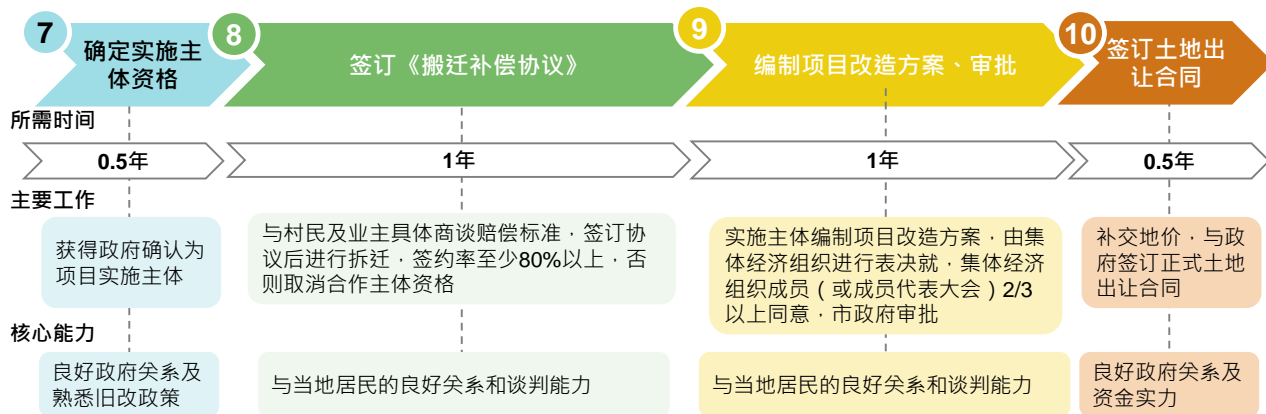 7
确定实施主
体资格
8
签订《搬迁补偿协议》
9
编制项目改造方案、审批
10
签订土地出
让合同
所需时间
0.5年
1年
1年
0.5年
主要工作
获得政府确认为
项目实施主体
与村民及业主具体商谈赔偿标准，签订协
议后进行拆迁，签约率至少80%以上，否
则取消合作主体资格
实施主体编制项目改造方案，由集
体经济组织进行表决就，集体经济
组织成员（或成员代表大会）2/3
以上同意，市政府审批
补交地价，与政
府签订正式土地
出让合同
核心能力
良好政府关系及
熟悉旧改政策
与当地居民的良好关系和谈判能力
与当地居民的良好关系和谈判能力
良好政府关系及
资金实力